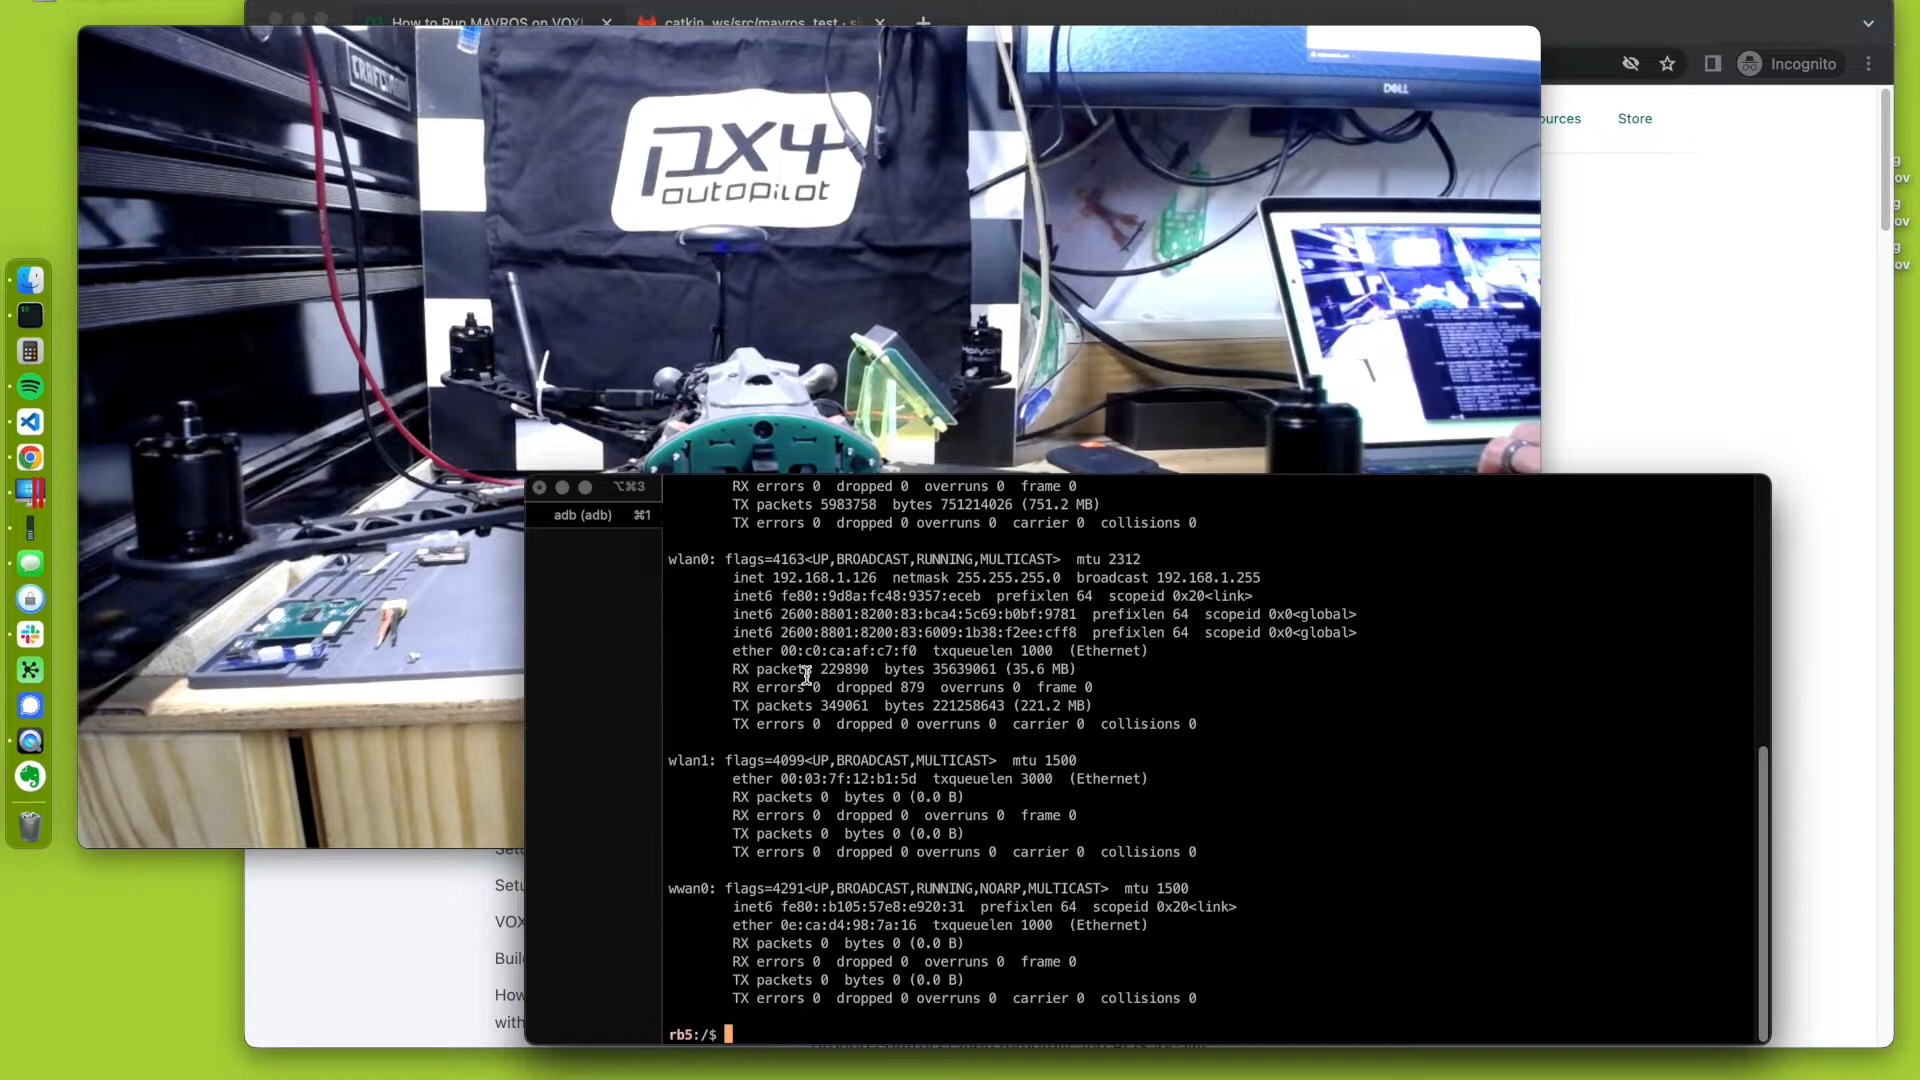 How to Run MAVROS on VOXL
catkin_ws/src/mavros_test · si
Incognito
ources
Store
g
ov
g
ov
g
ov
CRAFTSM
DELL
PX4
autopilot
Holybro
⌥⌘3
adb (adb) ⌘1
RX errors 0 dropped 0 overruns 0 frame 0
TX packets 5983758 bytes 751214026 (751.2 MB)
TX errors 0 dropped 0 overruns 0 carrier 0 collisions 0
wlan0: flags=4163<UP,BROADCAST,RUNNING,MULTICAST> mtu 2312
inet 192.168.1.126 netmask 255.255.255.0 broadcast 192.168.1.255
inet6 fe80::9d8a:fc48:9357:eceb prefixlen 64 scopeid 0x20<link>
inet6 2600:8801:8200:83:bca4:5c69:b0bf:9781 prefixlen 64 scopeid 0x0<global>
inet6 2600:8801:8200:83:6009:1b38:f2ee:cff8 prefixlen 64 scopeid 0x0<global>
ether 00:c0:ca:af:c7:f0 txqueuelen 1000 (Ethernet)
RX packets 229890 bytes 35639061 (35.6 MB)
RX errors 0 dropped 879 overruns 0 frame 0
TX packets 349061 bytes 221258643 (221.2 MB)
TX errors 0 dropped 0 overruns 0 carrier 0 collisions 0
wlan1: flags=4099<UP,BROADCAST,MULTICAST> mtu 1500
ether 00:03:7f:12:b1:5d txqueuelen 3000 (Ethernet)
RX packets 0 bytes 0 (0.0 B)
RX errors 0 dropped 0 overruns 0 frame 0
TX packets 0 bytes 0 (0.0 B)
TX errors 0 dropped 0 overruns 0 carrier 0 collisions 0
wwan0: flags=4291<UP,BROADCAST,RUNNING,NOARP,MULTICAST> mtu 1500
inet6 fe80::b105:57e8:e920:31 prefixlen 64 scopeid 0x20<link>
ether 0e:ca:d4:98:7a:16 txqueuelen 1000 (Ethernet)
RX packets 0 bytes 0 (0.0 B)
RX errors 0 dropped 0 overruns 0 frame 0
TX packets 0 bytes 0 (0.0 B)
TX errors 0 dropped 0 overruns 0 carrier 0 collisions 0
rb5:/$
Setu
VOX
Buil
How
with